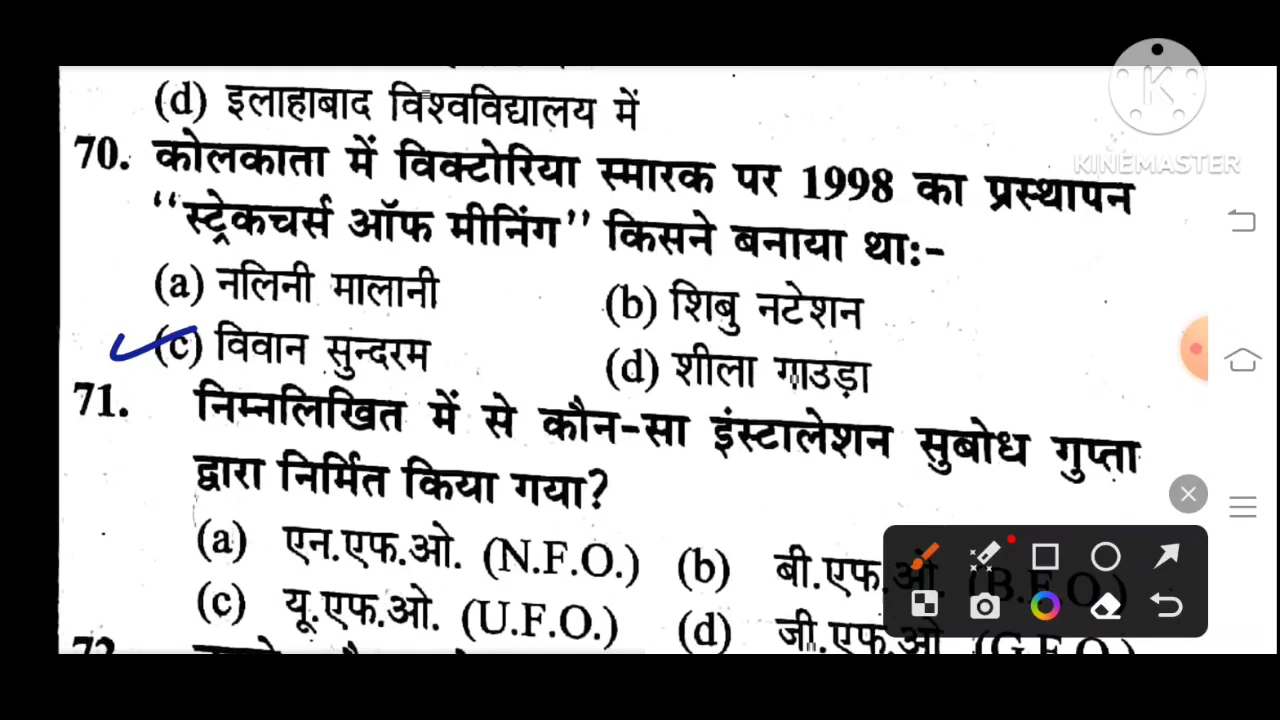 (d) इलाहाबाद विश्वविद्यालय में
70. कोलकाता में विक्टोरिया स्मारक पर 1998 का प्रस्थापन
“स्ट्रेकचर्स ऑफ मीनिंग” किसने बनाया था:-
(a) नलिनी मालानी (b) शिबु नटेशन
(c) विवान सुन्दरम (d) शीला गाउड़ा
71. निम्नलिखित में से कौन-सा इंस्टालेशन सुबोध गुप्ता
द्वारा निर्मित किया गया?
(a) एन.एफ.ओ. (N.F.O.) (b) बी.एफ.ओ. (B.F.O.)
(c) यू.एफ.ओ. (U.F.O.) (d) जी.एफ.ओ (G.F.O.)
72.
KINEMASTER